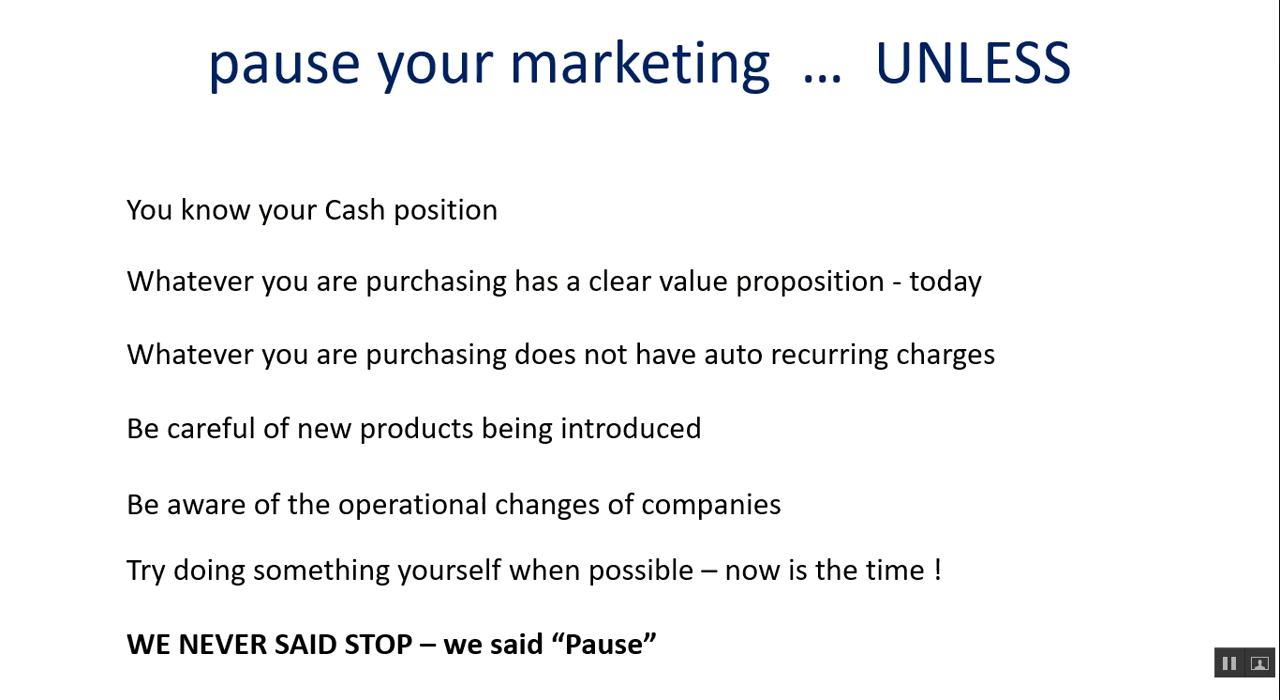 pause your marketing ... UNLESS
You know your Cash position
Whatever you are purchasing has a clear value proposition - today
Whatever you are purchasing does not have auto recurring charges
Be careful of new products being introduced
Be aware of the operational changes of companies
Try doing something yourself when possible – now is the time !
WE NEVER SAID STOP – we said “Pause”